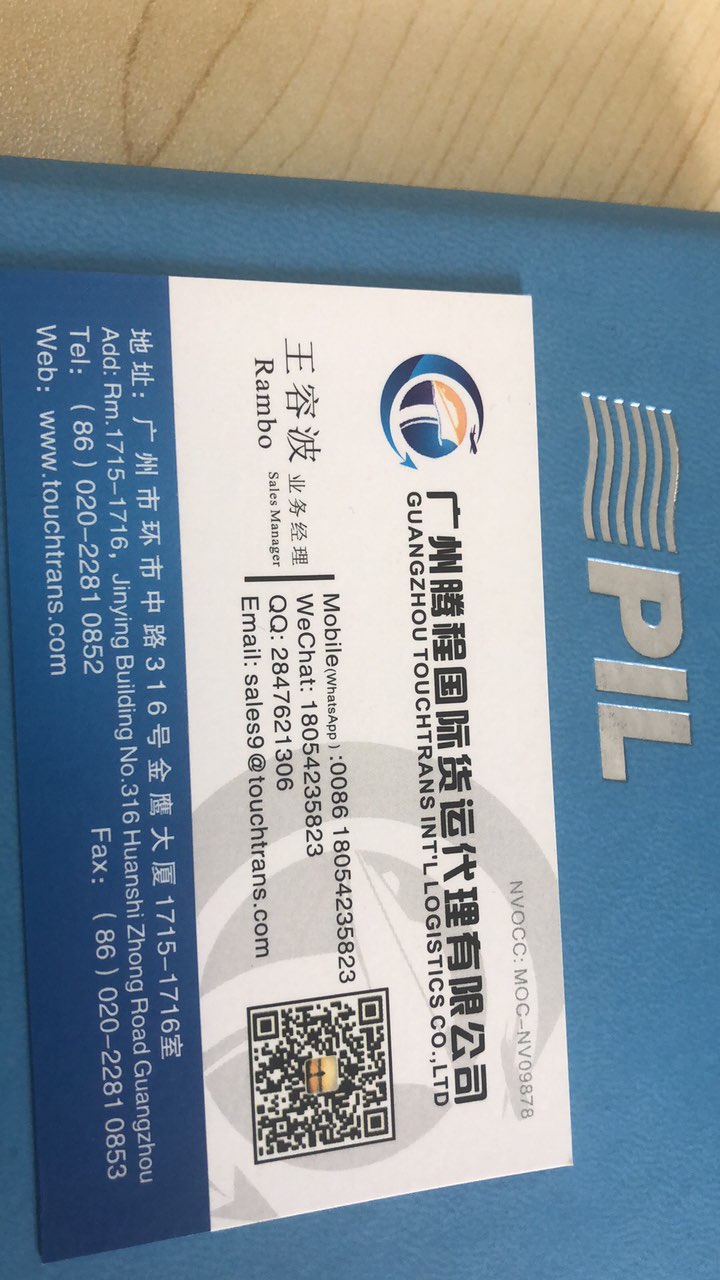 PIL
NVOCC: MOC-NV09878
广州腾程国际货运代理有限公司
GUANGZHOU TOUCHTRANS INT'L LOGISTICS CO.,LTD
王容波 业务经理
Rambo Sales Manager
Mobile(WhatsApp):0086 18054235823
WeChat: 18054235823
QQ: 2847621306
Email: sales9@touchtrans.com
地址：广州市环市中路316号金鹰大厦1715-1716室
Add: Rm.1715-1716, Jinying Building No.316 Huanshi Zhong Road Guangzhou
Tel: (86) 020-2281 0852 Fax: (86) 020-2281 0853
Web: www.touchtrans.com